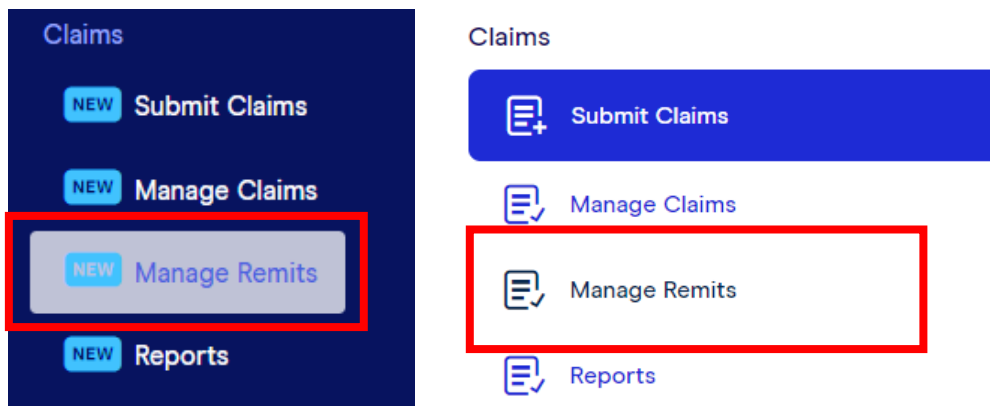 Claims
NEW Submit Claims
NEW Manage Claims
NEW Manage Remits
NEW Reports
Claims
Submit Claims
Manage Claims
Manage Remits
Reports